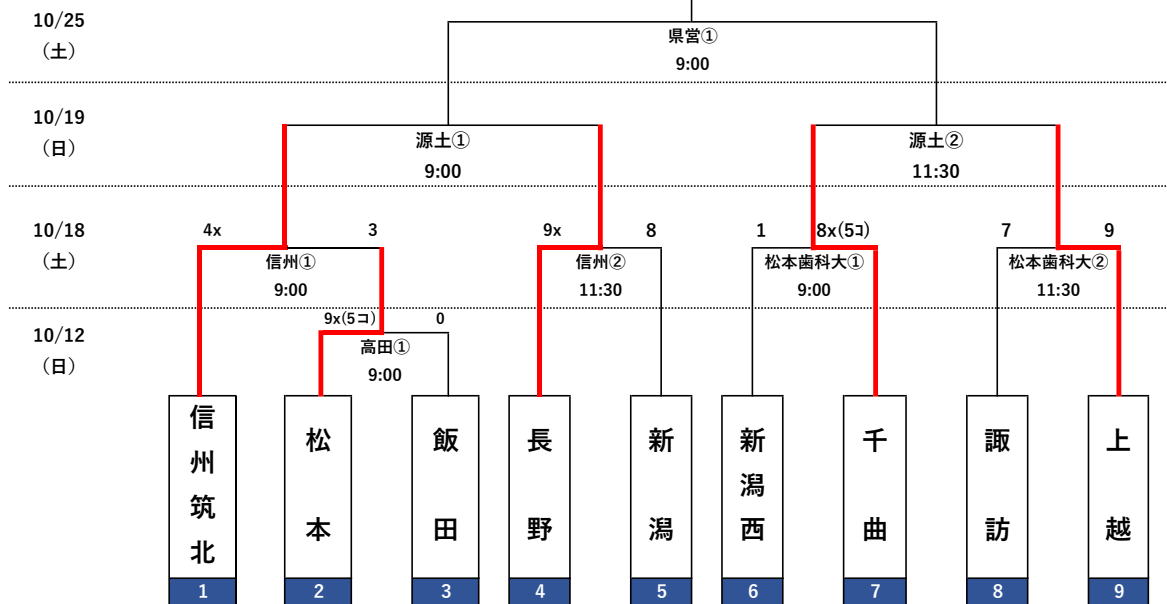 10/25
（土）
県営①
9:00
10/19
（日）
源土①
9:00
源土②
11:30
10/18
（土）
4x 3
信州①
9:00
9x 8
信州②
11:30
1 8x(5コ)
松本歯科大①
9:00
7 9
松本歯科大②
11:30
10/12
（日）
9x(5コ) 0
高田①
9:00
信州筑北
松本
飯田
長野
新潟
新潟西
千曲
諏訪
上越
1 2 3 4 5 6 7 8 9